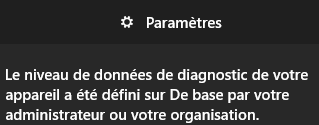 Paramètres
Le niveau de données de diagnostic de votre
appareil a été défini sur De base par votre
administrateur ou votre organisation.